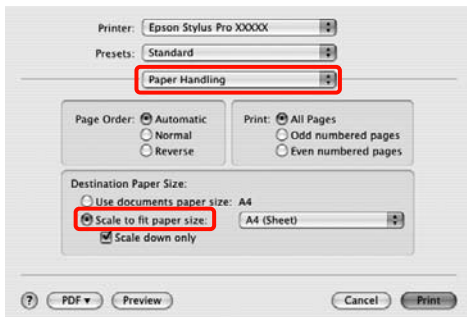 Printer: Epson Stylus Pro XXXXX
Presets: Standard
Paper Handling
Page Order: Automatic
Normal
Reverse
Print: All Pages
Odd numbered pages
Even numbered pages
Destination Paper Size:
Use documents paper size: A4
Scale to fit paper size: A4 (Sheet)
Scale down only
? PDF ▼ Preview Cancel Print